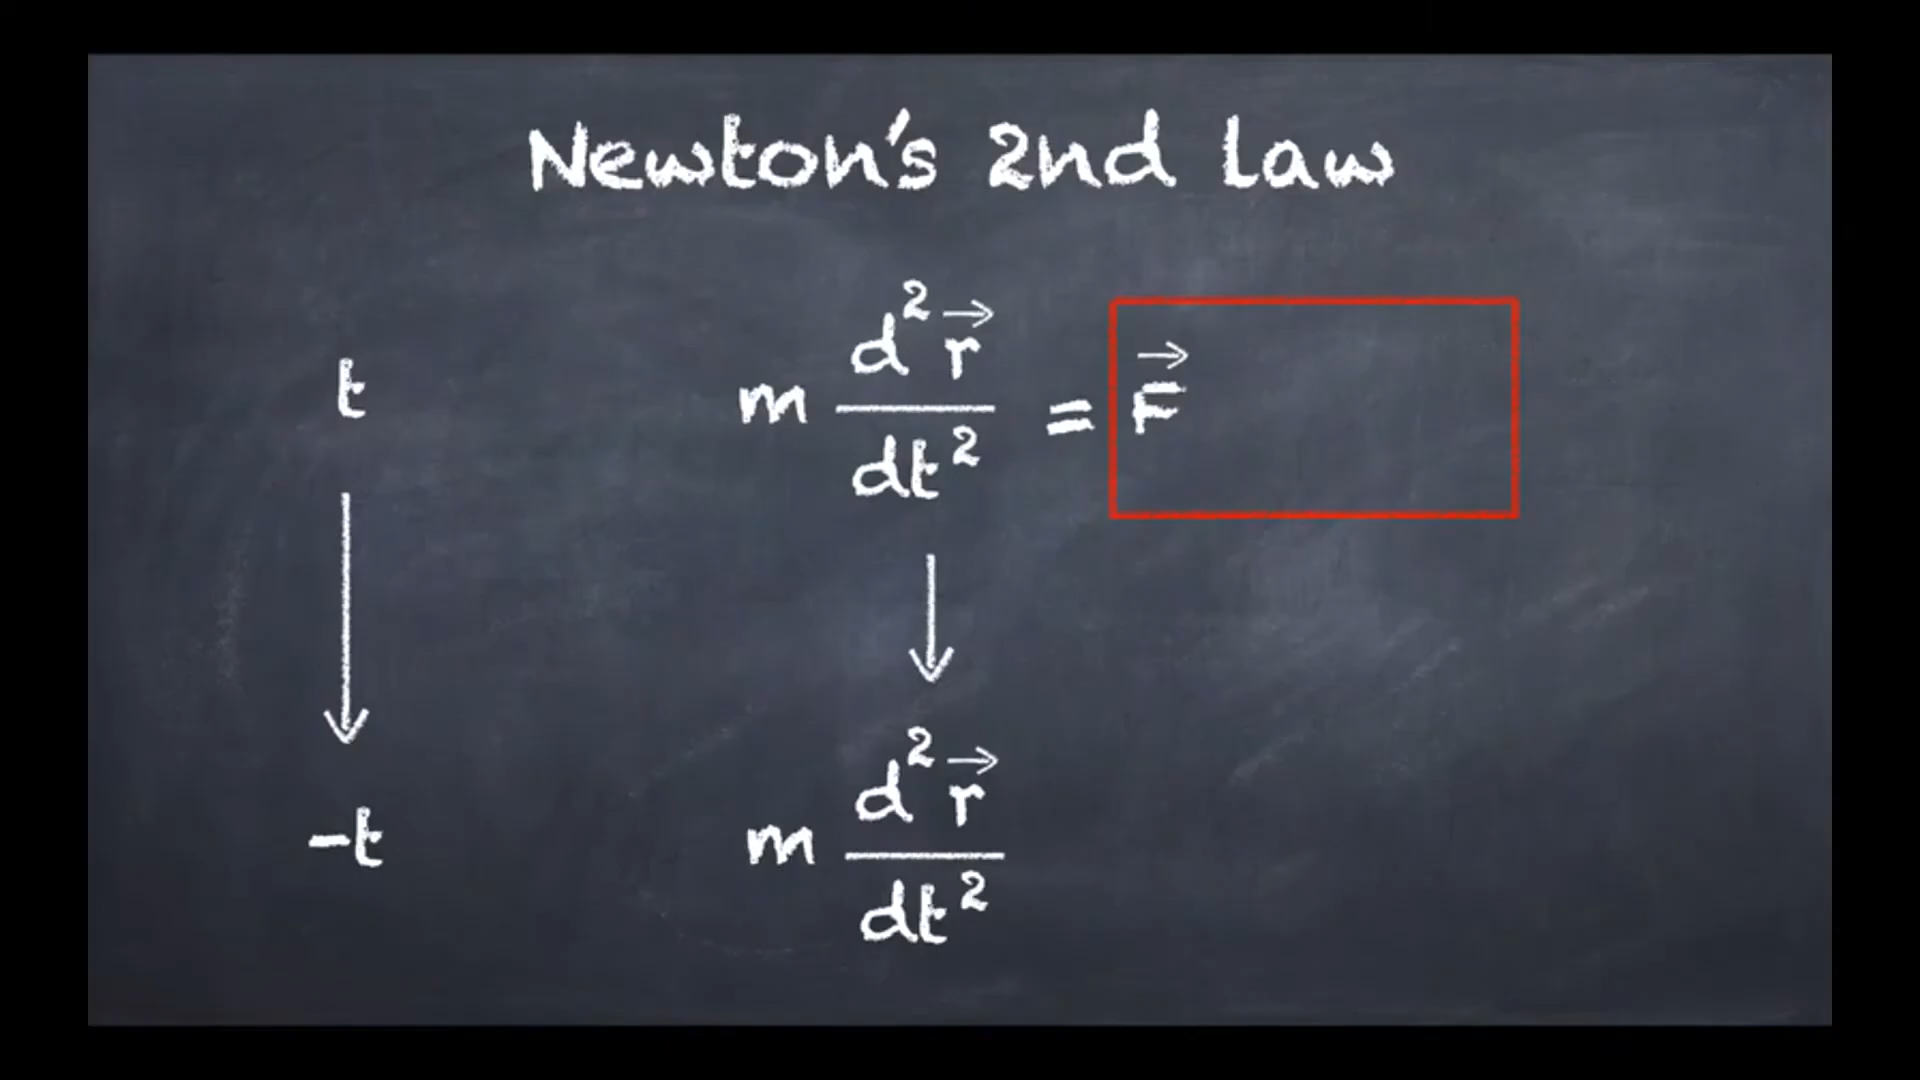 Newton's 2nd law
t
m d²r⃗/dt² = F⃗
-t
m d²r⃗/dt²